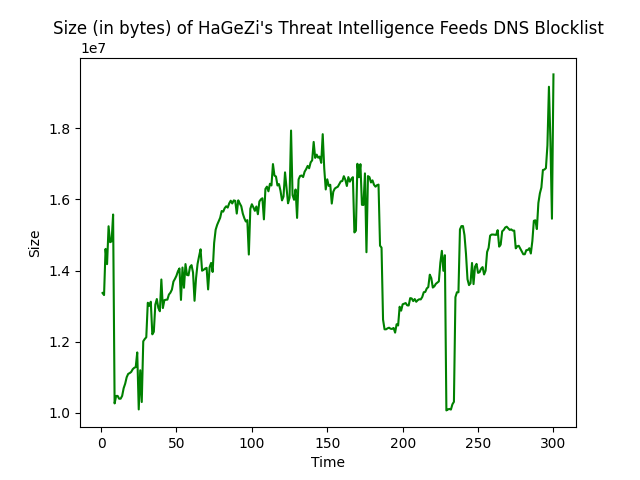 Size (in bytes) of HaGeZi's Threat Intelligence Feeds DNS Blocklist
1e7
1.8
1.6
1.4
1.2
1.0
Size
0 50 100 150 200 250 300
Time